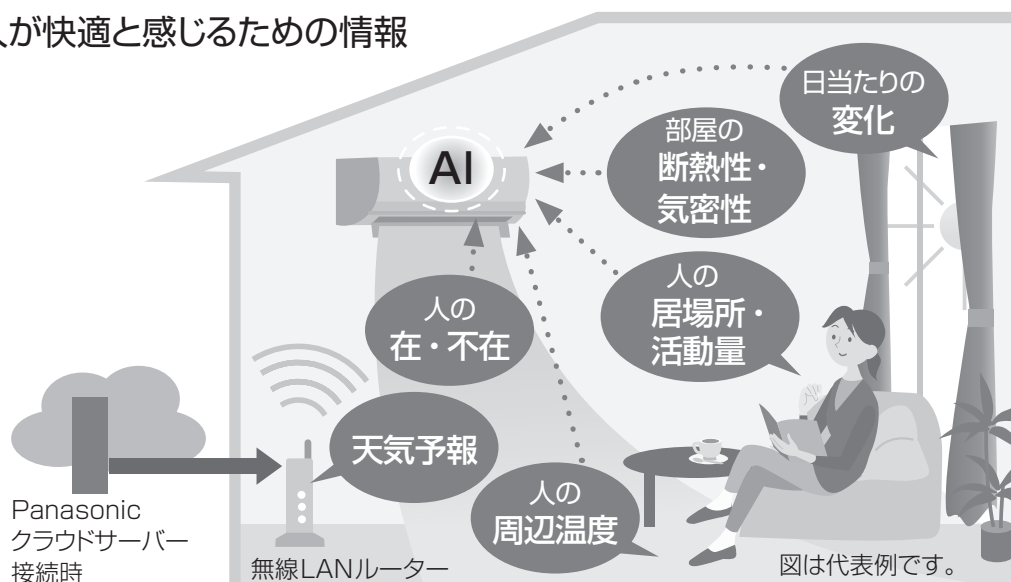 人が快適と感じるための情報
日当たりの
変化
部屋の
断熱性・
気密性
AI
人の
居場所・
活動量
人の
在・不在
天気予報
人の
周辺温度
Panasonic
クラウドサーバー
接続時
無線LANルーター
図は代表例です。